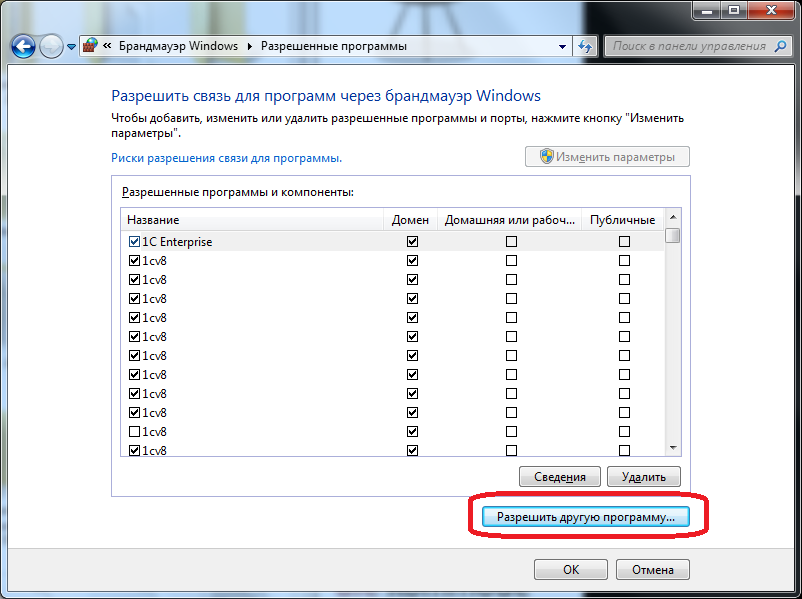 « Брандмауэр Windows ▸ Разрешенные программы
Поиск в панели управления
Разрешить связь для программ через брандмауэр Windows
Чтобы добавить, изменить или удалить разрешенные программы и порты, нажмите кнопку "Изменить
параметры".
Риски разрешения связи для программы.
Изменить параметры
Разрешенные программы и компоненты:
Название Домен Домашняя или рабоч... Публичные
1C Enterprise
1cv8
1cv8
1cv8
1cv8
1cv8
1cv8
1cv8
1cv8
1cv8
1cv8
1cv8
Сведения Удалить
Разрешить другую программу...
OK Отмена